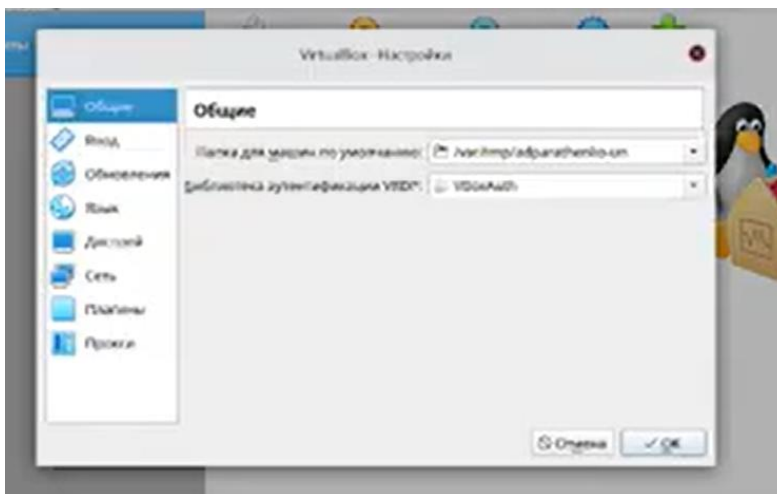 VirtualBox - Настройки
Общие
Ввод
Обновления
Язык
Дисплей
Сеть
Плагины
Прокси
Общие
Папка для машин по умолчанию:
Библиотека аутентификации VRDP: VBoxAuth
Отмена
OK